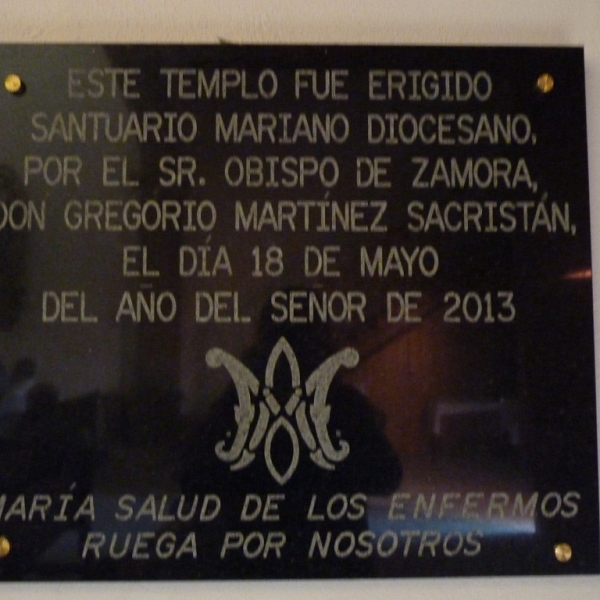 ESTE TEMPLO FUE ERIGIDO
SANTUARIO MARIANO DIOCESANO,
POR EL SR. OBISPO DE ZAMORA,
DON GREGORIO MARTÍNEZ SACRISTÁN,
EL DÍA 18 DE MAYO
DEL AÑO DEL SEÑOR DE 2013
MARÍA SALUD DE LOS ENFERMOS
RUEGA POR NOSOTROS